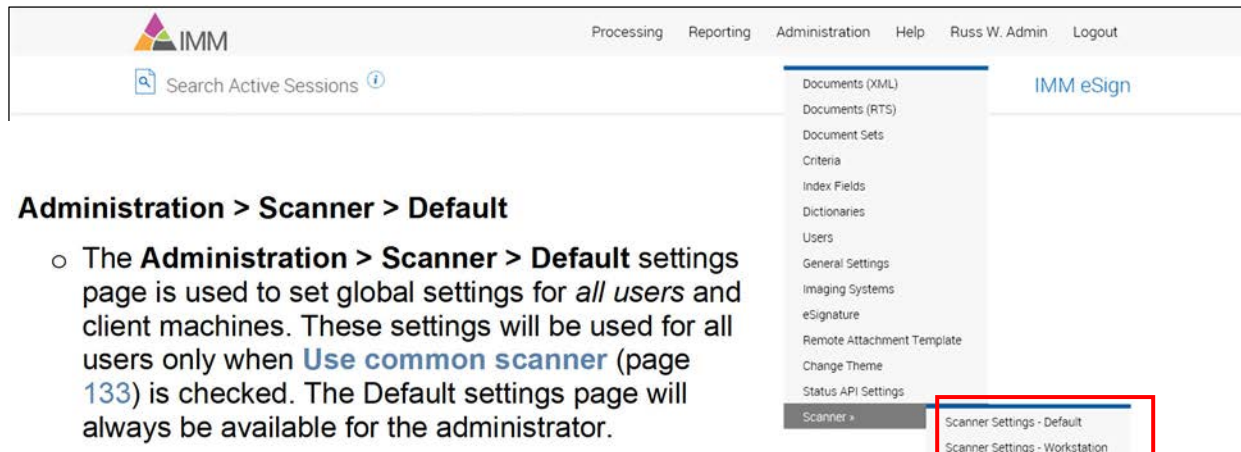 IMM
Processing Reporting Administration Help Russ W. Admin Logout
Search Active Sessions i
IMM eSign
Documents (XML)
Documents (RTS)
Document Sets
Criteria
Index Fields
Dictionaries
Users
General Settings
Imaging Systems
eSignature
Remote Attachment Template
Change Theme
Status API Settings
Scanner »
Scanner Settings - Default
Scanner Settings - Workstation
Administration > Scanner > Default
o The Administration > Scanner > Default settings
page is used to set global settings for all users and
client machines. These settings will be used for all
users only when Use common scanner (page
133) is checked. The Default settings page will
always be available for the administrator.